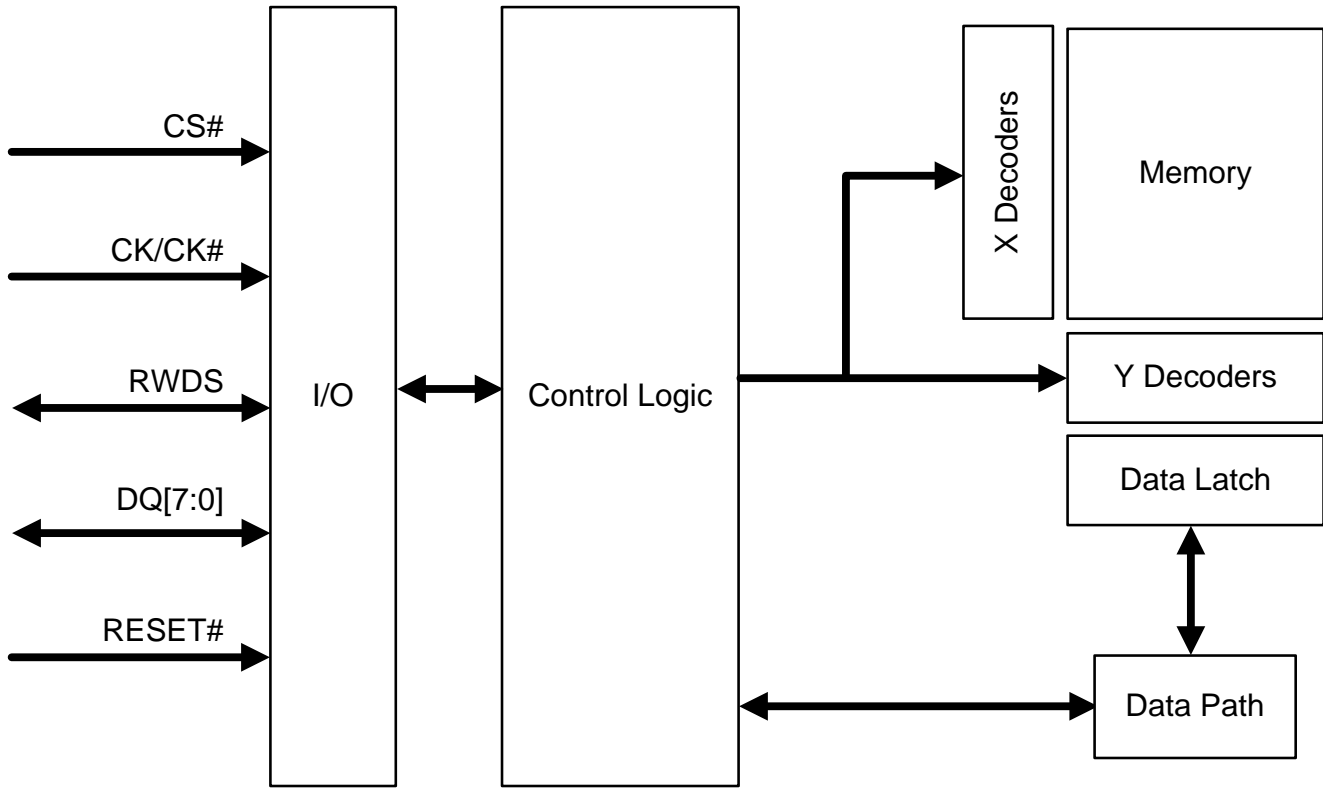 CS#
CK/CK#
RWDS
DQ[7:0]
RESET#
I/O
Control Logic
X Decoders
Memory
Y Decoders
Data Latch
Data Path